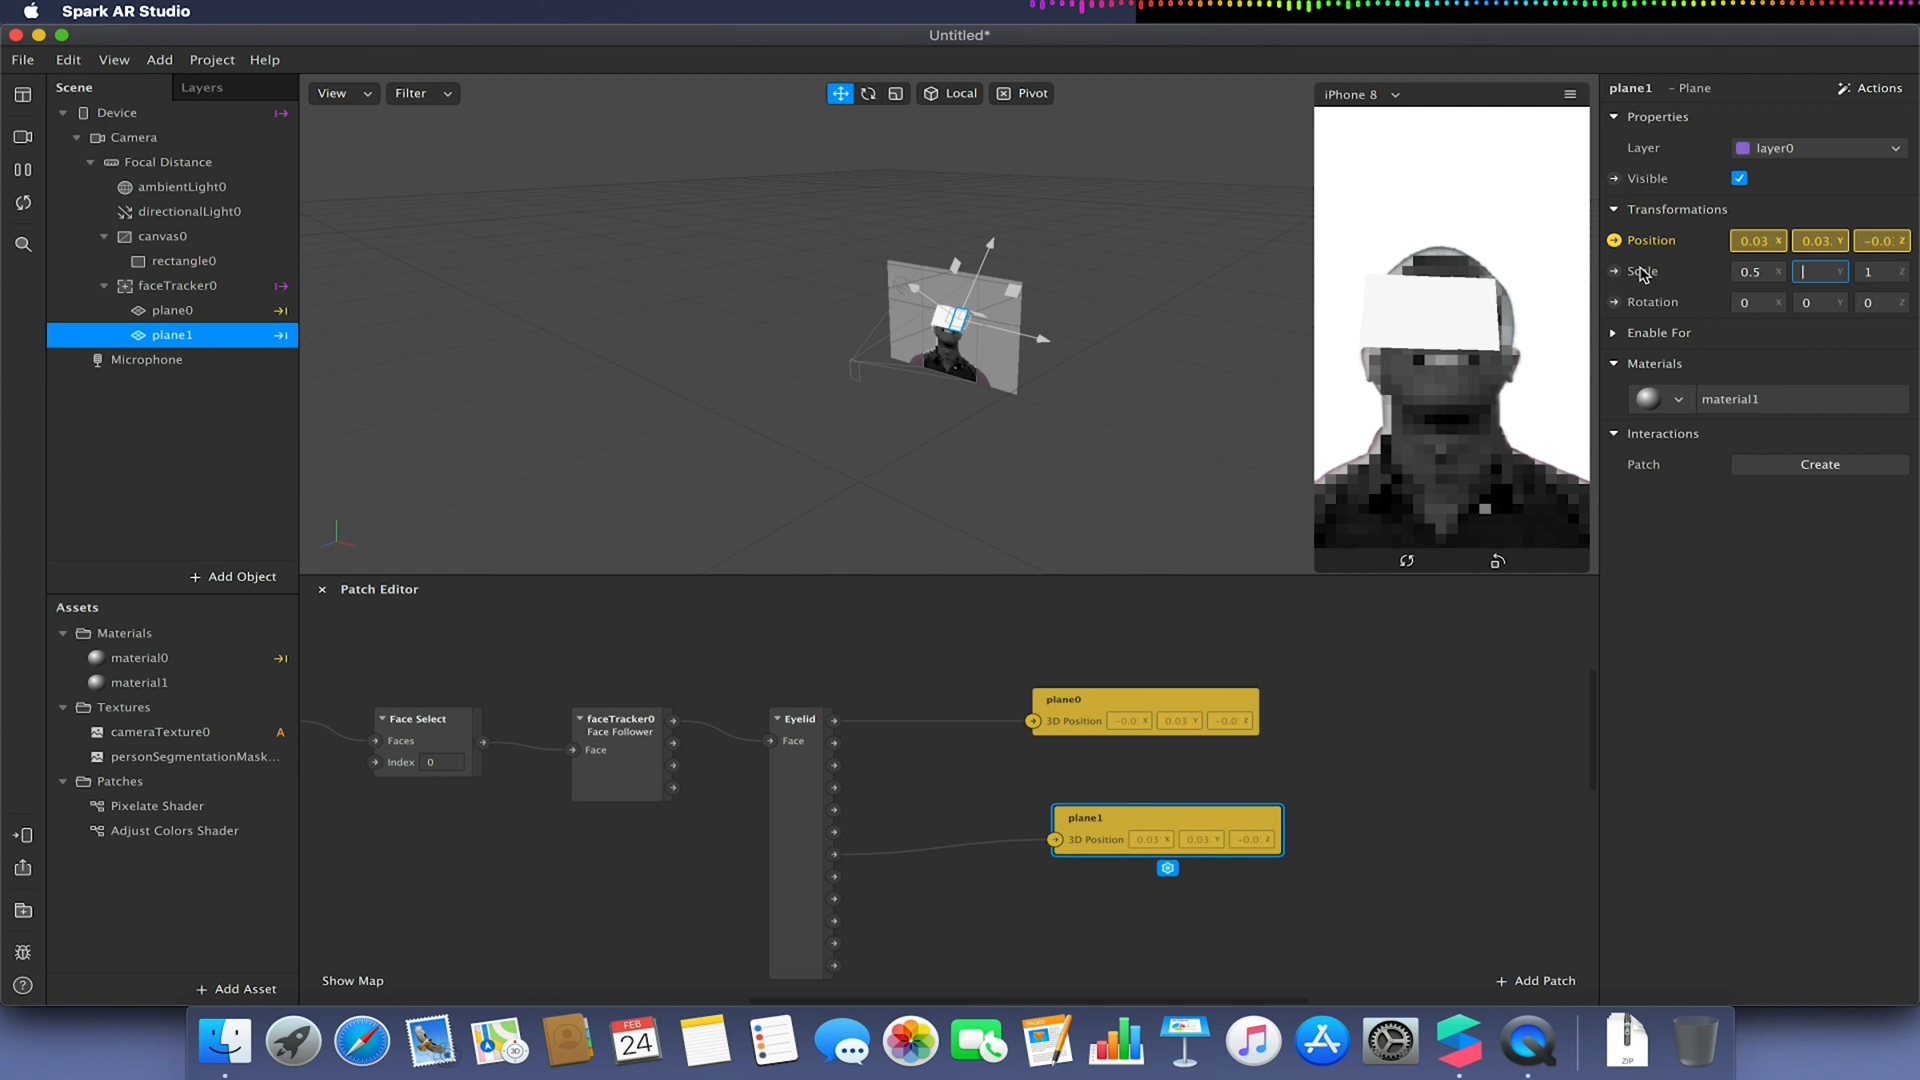 Spark AR Studio
Untitled*
File Edit View Add Project Help
Scene Layers
Device
Camera
Focal Distance
ambientLight0
directionalLight0
canvas0
rectangle0
faceTracker0
plane0
plane1
Microphone
+ Add Object
Assets
Materials
material0
material1
Textures
cameraTexture0 A
personSegmentationMask...
Patches
Pixelate Shader
Adjust Colors Shader
+ Add Asset
View Filter Local Pivot
iPhone 8
Patch Editor
Face Select
Faces
Index 0
faceTracker0
Face Follower
Face
Eyelid
Face
plane0
3D Position -0.0 X 0.03 Y -0.0 Z
plane1
3D Position 0.03 X 0.03. Y -0.0. Z
Show Map
+ Add Patch
plane1 - Plane Actions
Properties
Layer layer0
Visible
Transformations
Position 0.03 X 0.03. Y -0.0. Z
0.5 X Y 1 Z
Rotation 0 X 0 Y 0 Z
Enable For
Materials
material1
Interactions
Patch Create
FEB
24
3D
ZIP